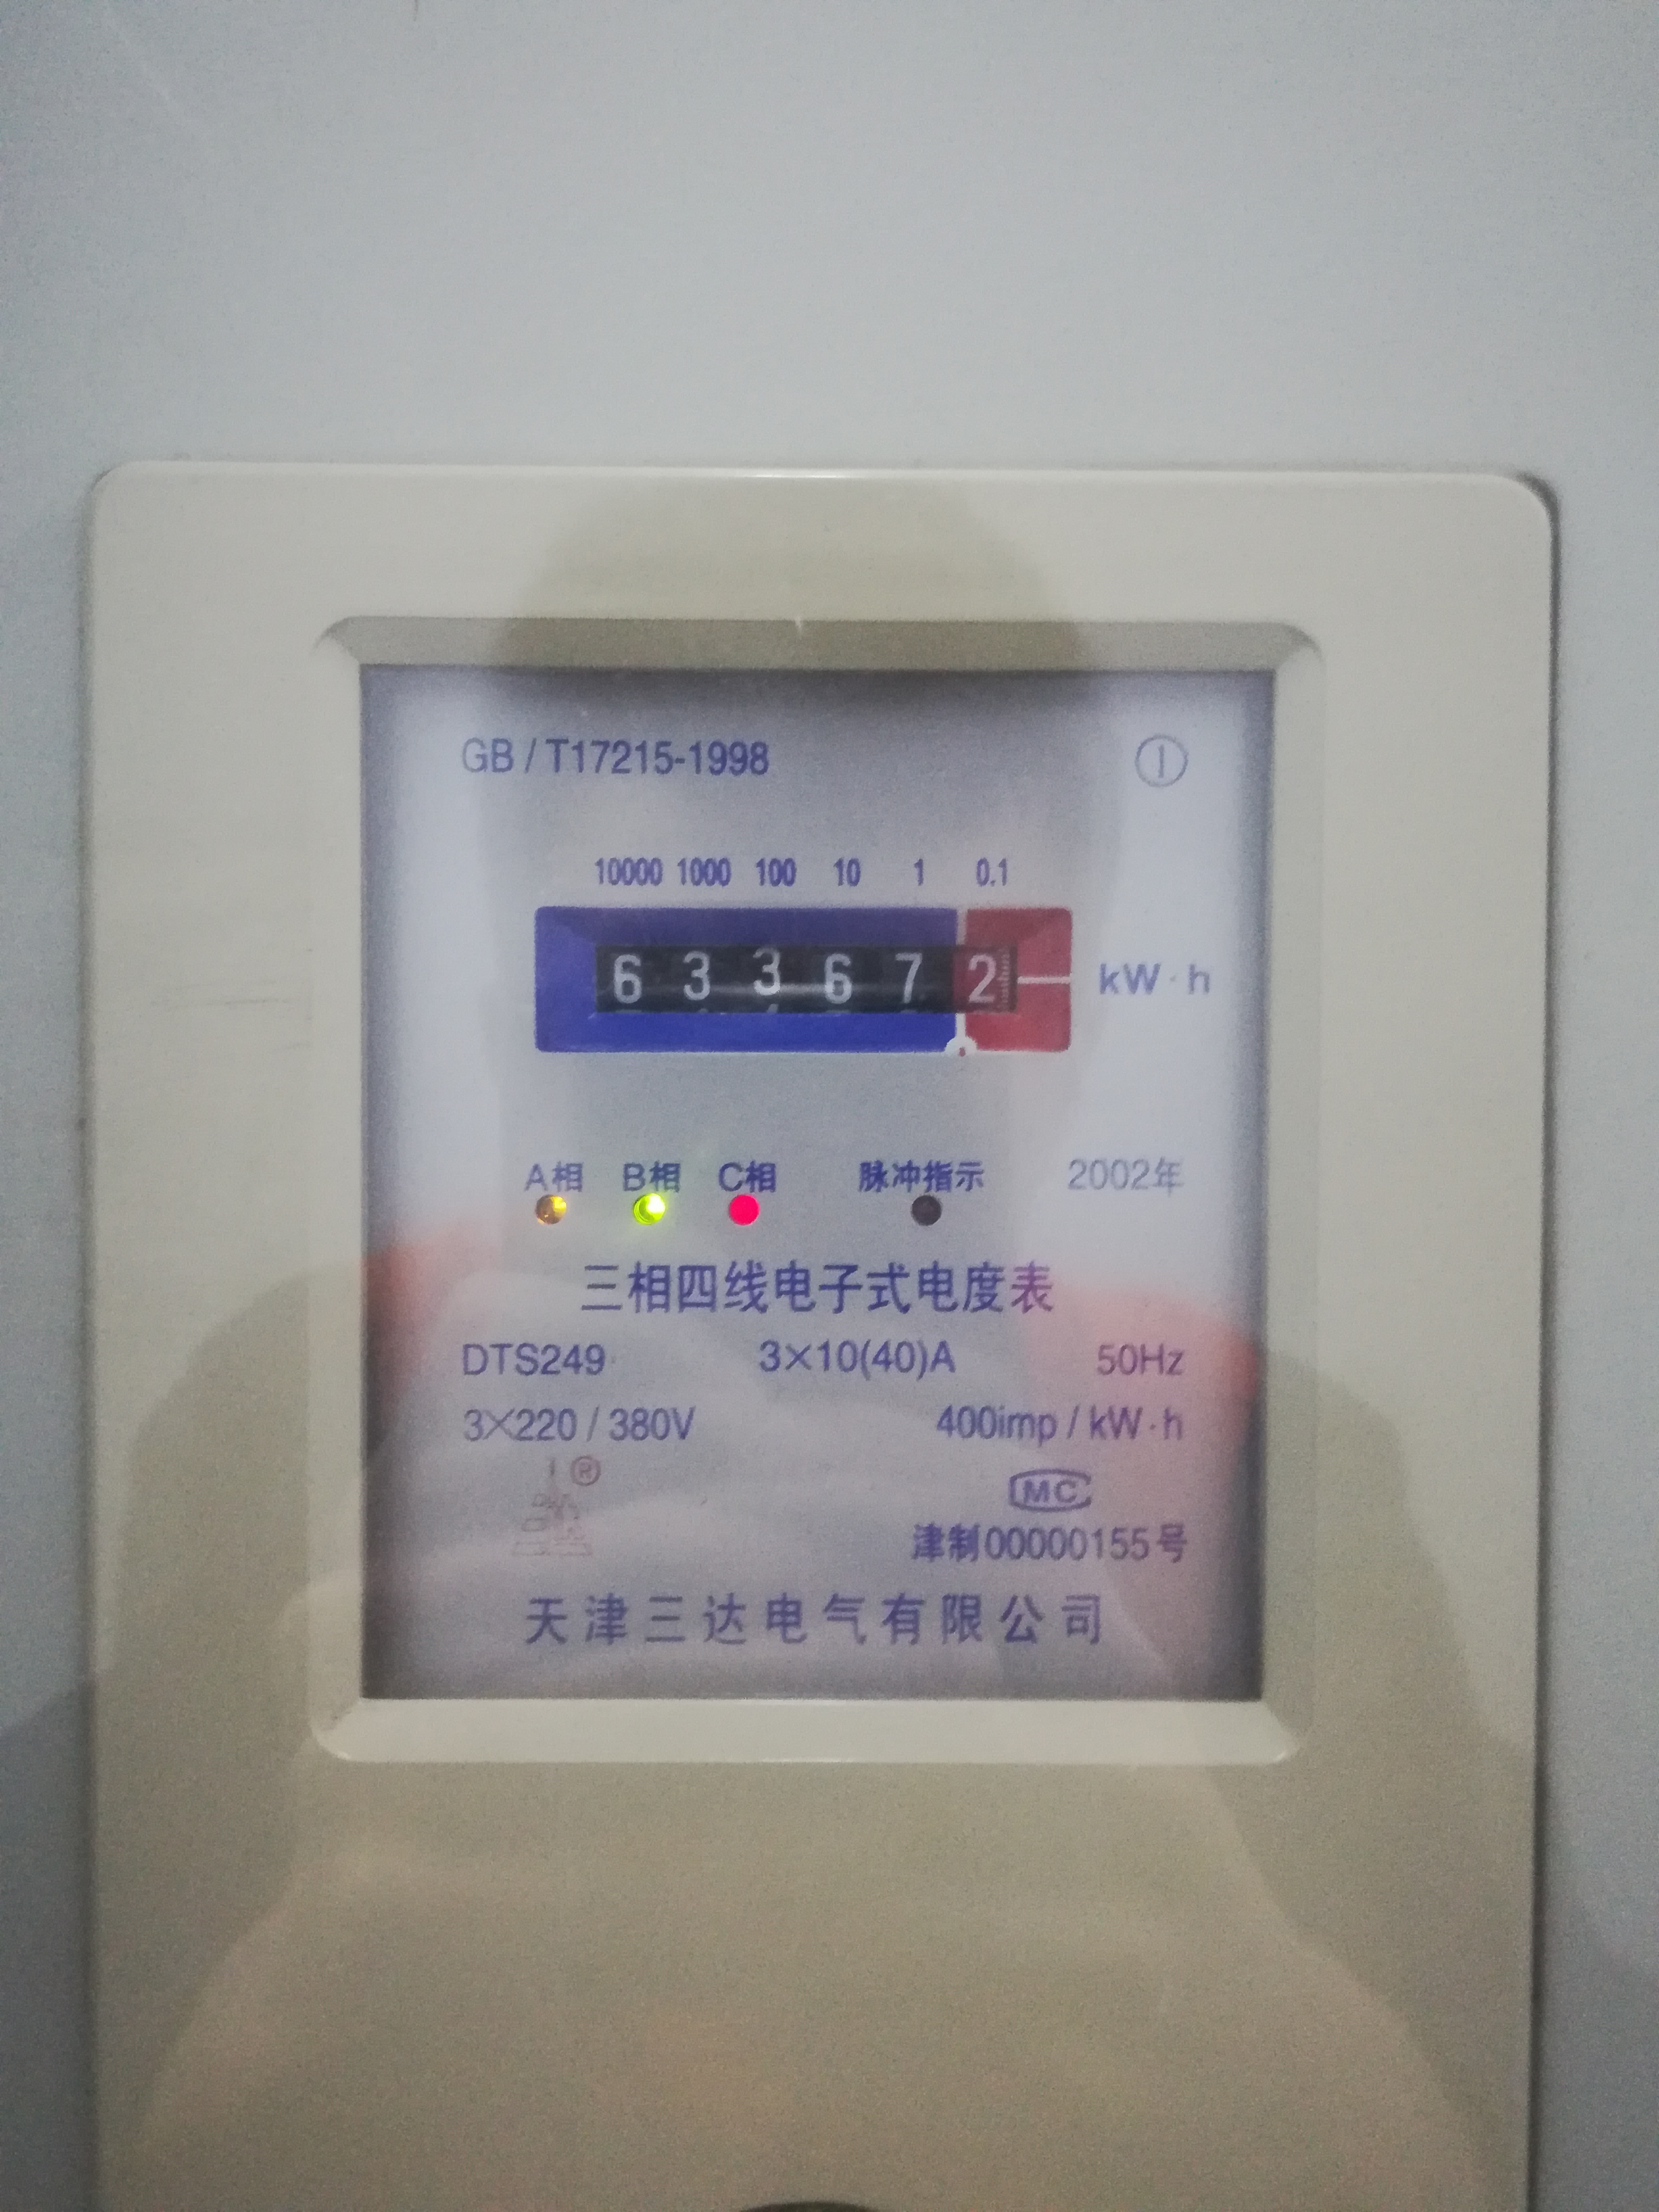 GB / T17215-1998 ①
10000 1000 100 10 1 0.1
6 3 3 6 7 2 kW·h
A相 B相 C相 脉冲指示 2002年
三相四线电子式电度表
DTS249 3×10(40)A 50Hz
3×220 / 380V 400imp / kW·h
®
MC
津制00000155号
天津三达电气有限公司